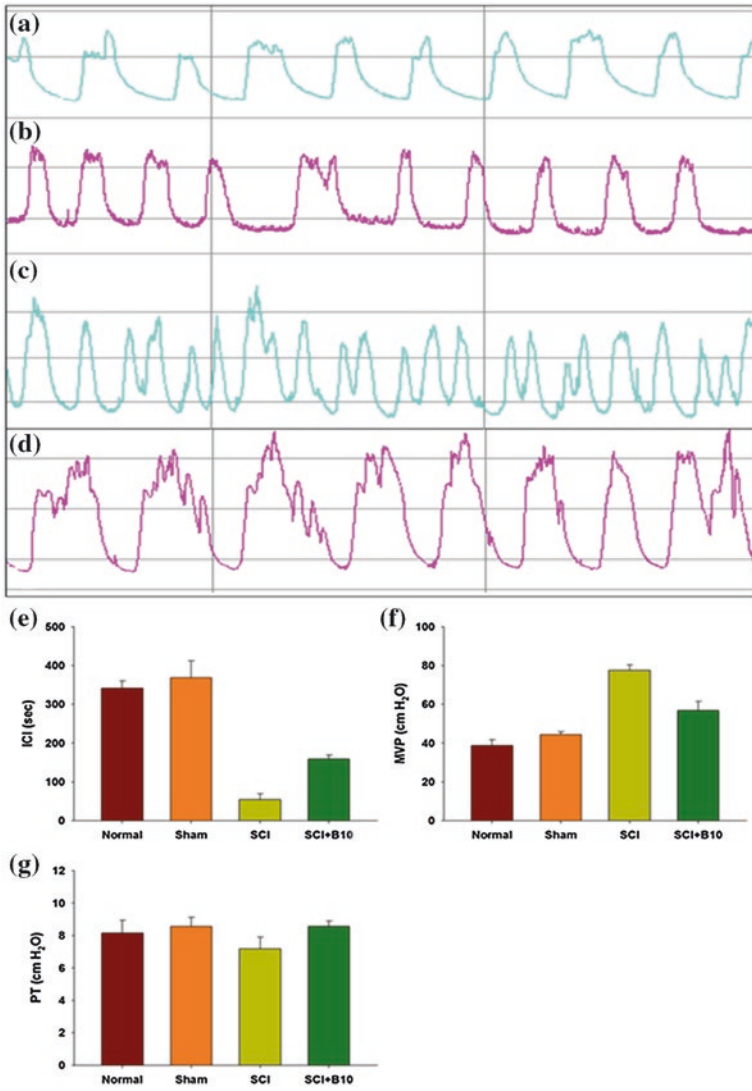 (a)
(b)
(c)
(d)
(e)
500
400
300
200
100
0
ICI (sec)
Normal Sham SCI SCI+B10
(f)
100
80
60
40
20
0
MVP (cm H₂O)
Normal Sham SCI SCI+B10
(g)
12
10
8
6
4
2
0
PT (cm H₂O)
Normal Sham SCI SCI+B10